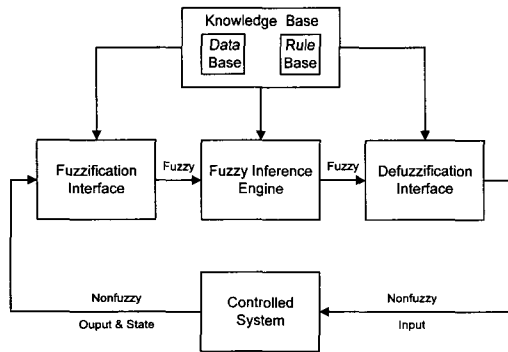 Knowledge Base
Data
Base
Rule
Base
Fuzzification
Interface
Fuzzy
Fuzzy Inference
Engine
Fuzzy
Defuzzification
Interface
Nonfuzzy
Ouput & State
Controlled
System
Nonfuzzy
Input